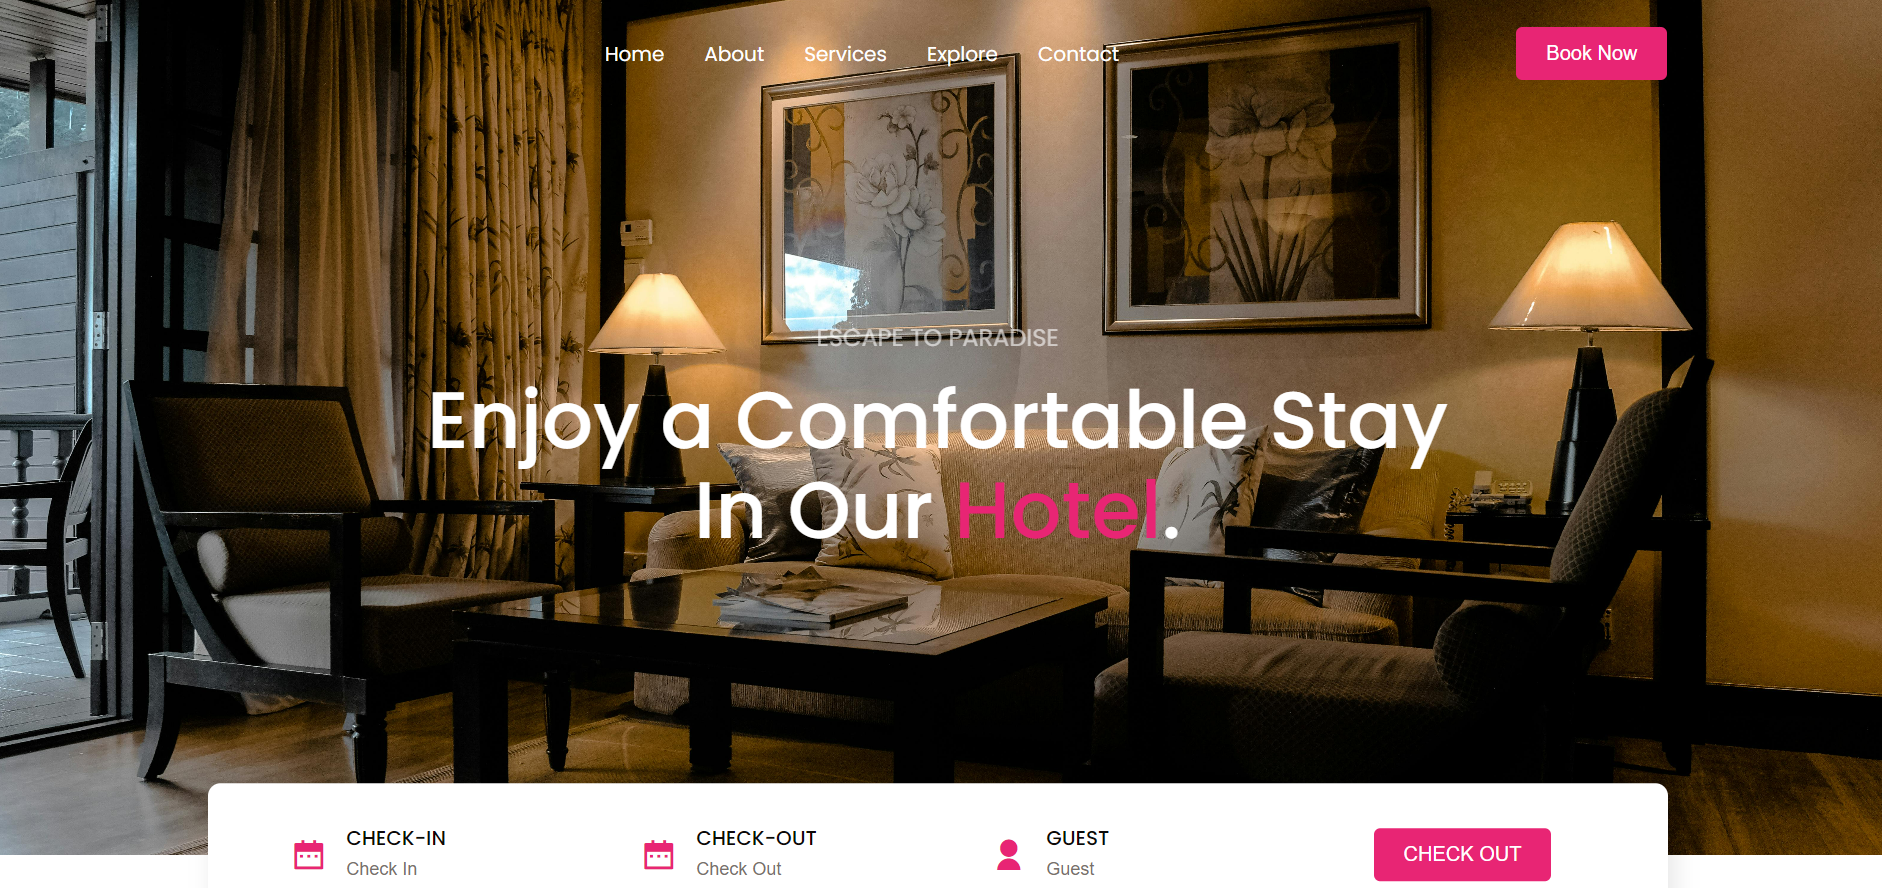 Home About Services Explore Contact Book Now
ESCAPE TO PARADISE
Enjoy a Comfortable Stay
In Our Hotel.
CHECK-IN CHECK-OUT GUEST
Check In Check Out Guest
CHECK OUT